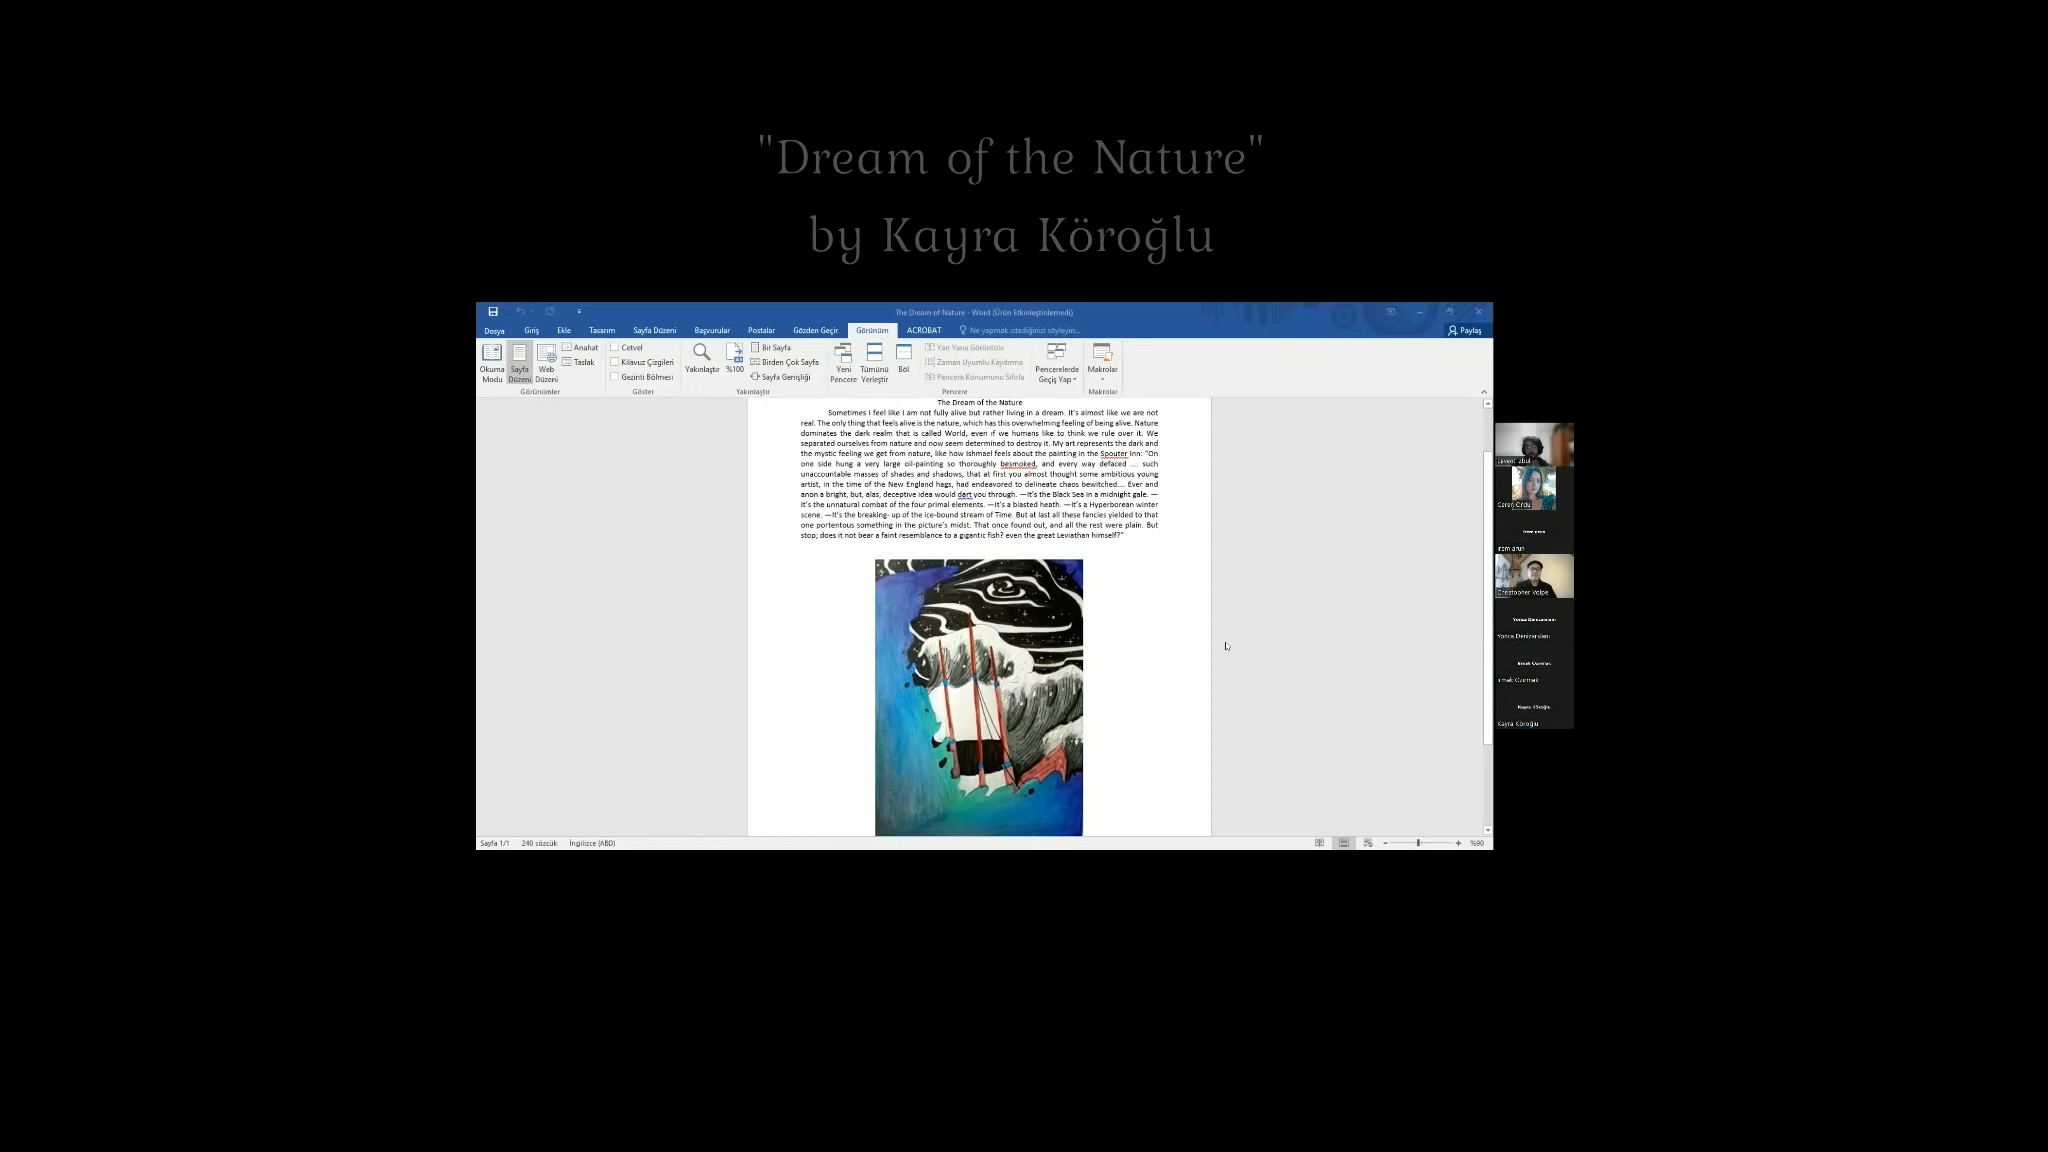 "Dream of the Nature"
by Kayra Köroğlu
The Dream of Nature - Word (Ürün Etkinleştirilemedi)
Dosya Giriş Ekle Tasarım Sayfa Düzeni Başvurular Postalar Gözden Geçir Görünüm ACROBAT Ne yapmak istediğinizi söyleyin... Paylaş
Okuma Modu
Sayfa Düzeni
Web Düzeni
Anahat
Taslak
Görünümler
Cetvel
Kılavuz Çizgileri
Gezinti Bölmesi
Göster
Yakınlaştır
%100
Bir Sayfa
Birden Çok Sayfa
Sayfa Genişliği
Yakınlaştır
Yeni Pencere
Tümünü Yerleştir
Böl
Yan Yana Görüntüle
Zaman Uyumlu Kaydırma
Pencere Konumunu Sıfırla
Pencere
Pencerelerde Geçiş Yap
Makrolar
Makrolar
The Dream of the Nature
Sometimes I feel like I am not fully alive but rather living in a dream. It's almost like we are not
real. The only thing that feels alive is the nature, which has this overwhelming feeling of being alive. Nature
dominates the dark realm that is called World, even if we humans like to think we rule over it. We
separated ourselves from nature and now seem determined to destroy it. My art represents the dark and
the mystic feeling we get from nature, like how Ishmael feels about the painting in the Spouter Inn: "On
one side hung a very large oil-painting so thoroughly besmoked, and every way defaced .... such
unaccountable masses of shades and shadows, that at first you almost thought some ambitious young
artist, in the time of the New England hags, had endeavored to delineate chaos bewitched.... Ever and
anon a bright, but, alas, deceptive idea would dart you through. —It's the Black Sea in a midnight gale. —
It's the unnatural combat of the four primal elements. —It's a blasted heath. —It's a Hyperborean winter
scene. —It's the breaking- up of the ice-bound stream of Time. But at last all these fancies yielded to that
one portentous something in the picture's midst. That once found out, and all the rest were plain. But
stop; does it not bear a faint resemblance to a gigantic fish? even the great Leviathan himself?"
Ceren Ordu
irem arun
irem arun
Christopher Volpe
Yonca Denizarslanı
Yonca Denizarslanı
Kayra Köroğlu
Kayra Köroğlu
Sayfa 1/1 240 sözcük İngilizce (ABD) %90